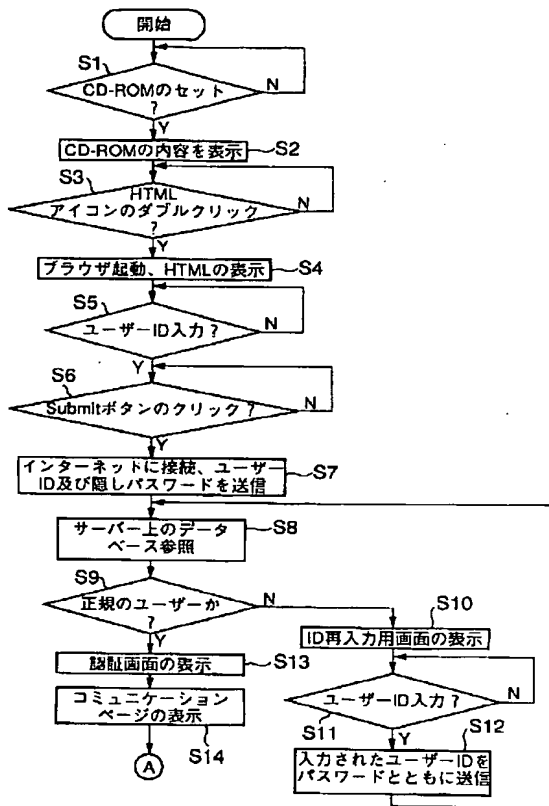 開始
S1
CD-ROMのセット
?
N
Y
CD-ROMの内容を表示
S2
S3
HTML
アイコンのダブルクリック
?
N
Y
ブラウザ起動、HTMLの表示
S4
S5
ユーザーID入力?
N
Y
S6
Submitボタンのクリック?
N
Y
インターネットに接続、ユーザー
ID及び隠しパスワードを送信
S7
サーバー上のデータ
ベース参照
S8
S9
正規のユーザーか
?
N
Y
S10
ID再入力用画面の表示
認証画面の表示
S13
コミュニケーション
ページの表示
S14
A
ユーザーID入力?
N
S11
Y
S12
入力されたユーザーIDを
パスワードとともに送信